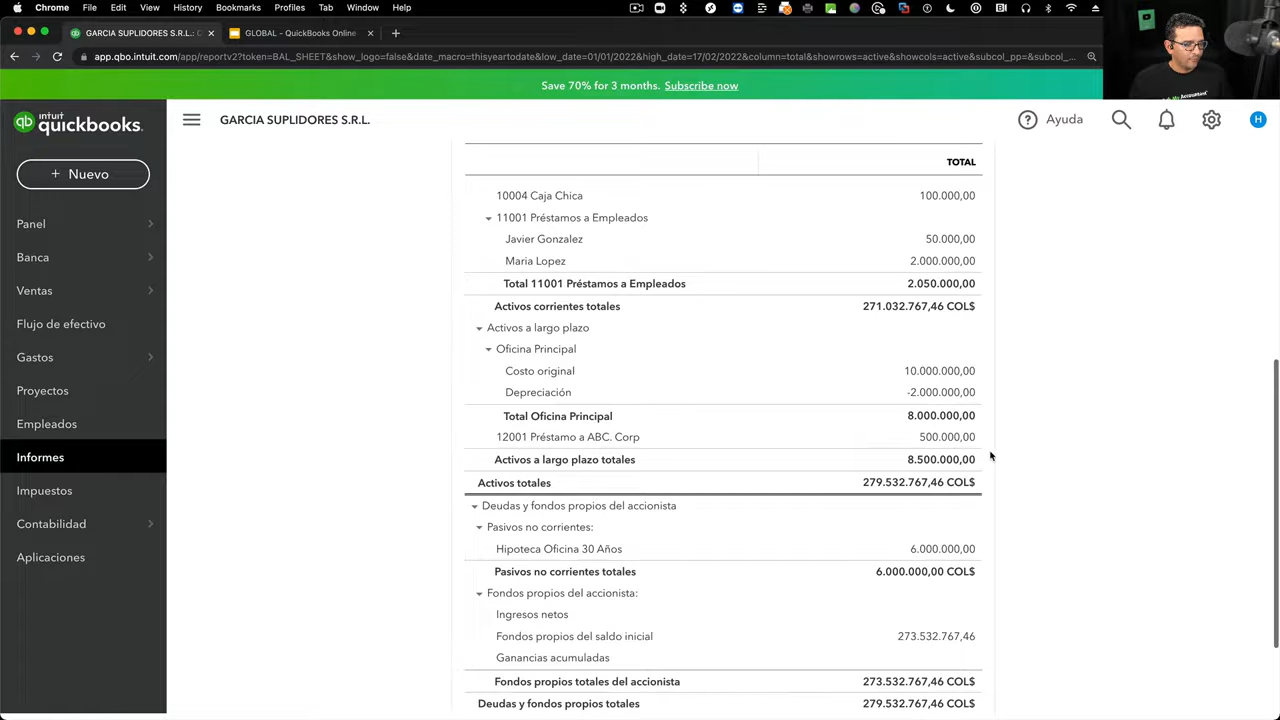 Chrome File Edit View History Bookmarks Profiles Tab Window Help
GARCIA SUPLIDORES S.R.L.: GLOBAL - QuickBooks Online
app.qbo.intuit.com/app/reportv2?token=BAL_SHEET&show_logo=false&date_macro=thisyeartodate&low_date=01/01/2022&high_date=17/02/2022&column=total&showrows=active&showcols=active&subcol_pp=&subcol_...
Save 70% for 3 months. Subscribe now
intuit quickbooks.
GARCIA SUPLIDORES S.R.L.
Ayuda
H
+ Nuevo
Panel
Banca
Ventas
Flujo de efectivo
Gastos
Proyectos
Empleados
Informes
Impuestos
Contabilidad
Aplicaciones
TOTAL
10004 Caja Chica 100.000,00
11001 Préstamos a Empleados
Javier Gonzalez 50.000,00
Maria Lopez 2.000.000,00
Total 11001 Préstamos a Empleados 2.050.000,00
Activos corrientes totales 271.032.767,46 COL$
Activos a largo plazo
Oficina Principal
Costo original 10.000.000,00
Depreciación -2.000.000,00
Total Oficina Principal 8.000.000,00
12001 Préstamo a ABC. Corp 500.000,00
Activos a largo plazo totales 8.500.000,00
Activos totales 279.532.767,46 COL$
Deudas y fondos propios del accionista
Pasivos no corrientes:
Hipoteca Oficina 30 Años 6.000.000,00
Pasivos no corrientes totales 6.000.000,00 COL$
Fondos propios del accionista:
Ingresos netos
Fondos propios del saldo inicial 273.532.767,46
Ganancias acumuladas
Fondos propios totales del accionista 273.532.767,46 COL$
Deudas y fondos propios totales 279.532.767,46 COL$